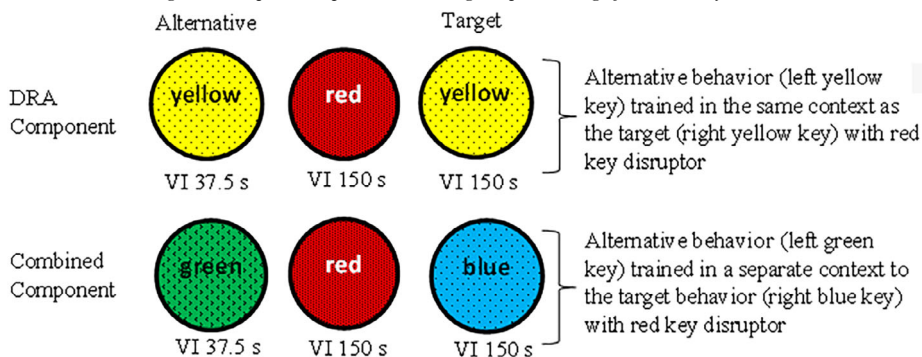 Alternative
Target
DRA
Component
yellow
red
yellow
VI 37.5 s
VI 150 s
VI 150 s
Alternative behavior (left yellow
key) trained in the same context as
the target (right yellow key) with red
key disruptor
Combined
Component
green
red
blue
VI 37.5 s
VI 150 s
VI 150 s
Alternative behavior (left green
key) trained in a separate context to
the target behavior (right blue key)
with red key disruptor